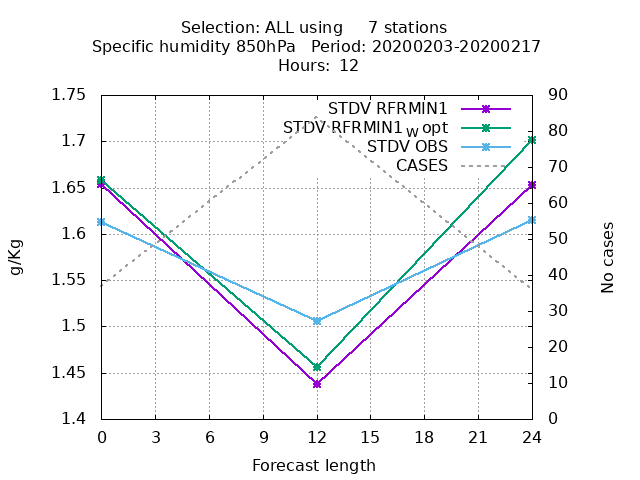 Selection: ALL using 7 stations
Specific humidity 850hPa Period: 20200203-20200217
Hours: 12
1.75
1.7
1.65
1.6
1.55
1.5
1.45
1.4
g/Kg
STDV RFRMIN1
STDV RFRMIN1w opt
STDV OBS
CASES
90
80
70
60
50
40
30
20
10
0
No cases
0 3 6 9 12 15 18 21 24
Forecast length